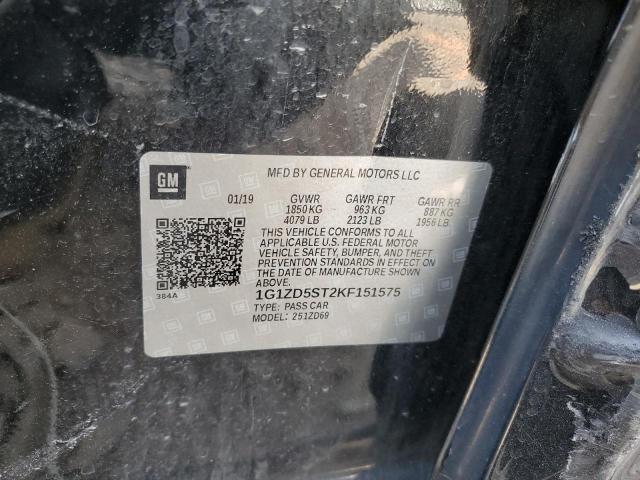 GM
MFD BY GENERAL MOTORS LLC
01/19 GVWR GAWR FRT GAWR RR
1850 KG 963 KG 887 KG
4079 LB 2123 LB 1956 LB
THIS VEHICLE CONFORMS TO ALL
APPLICABLE U.S. FEDERAL MOTOR
VEHICLE SAFETY, BUMPER, AND THEFT
PREVENTION STANDARDS IN EFFECT ON
THE DATE OF MANUFACTURE SHOWN
ABOVE.
384A
1G1ZD5ST2KF151575
TYPE: PASS CAR
MODEL: 251ZD69